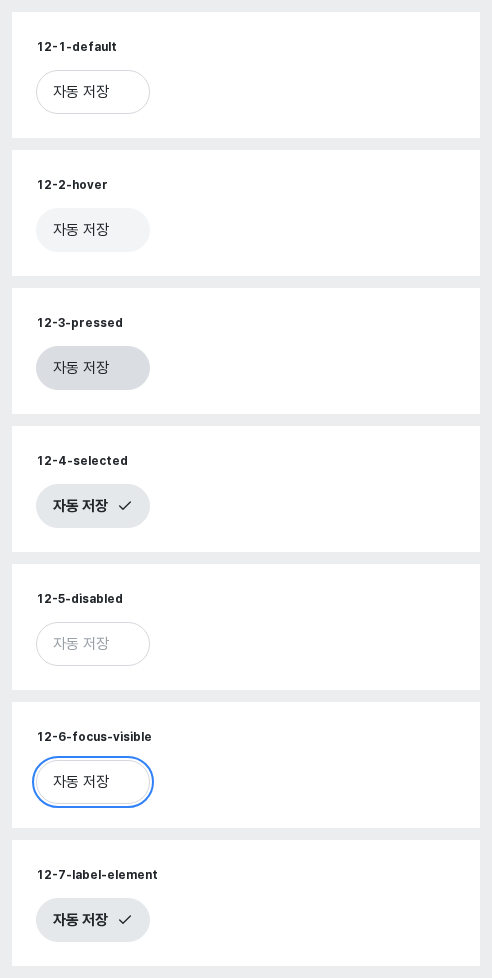 12-1-default
자동 저장
12-2-hover
자동 저장
12-3-pressed
자동 저장
12-4-selected
자동 저장
12-5-disabled
자동 저장
12-6-focus-visible
자동 저장
12-7-label-element
자동 저장